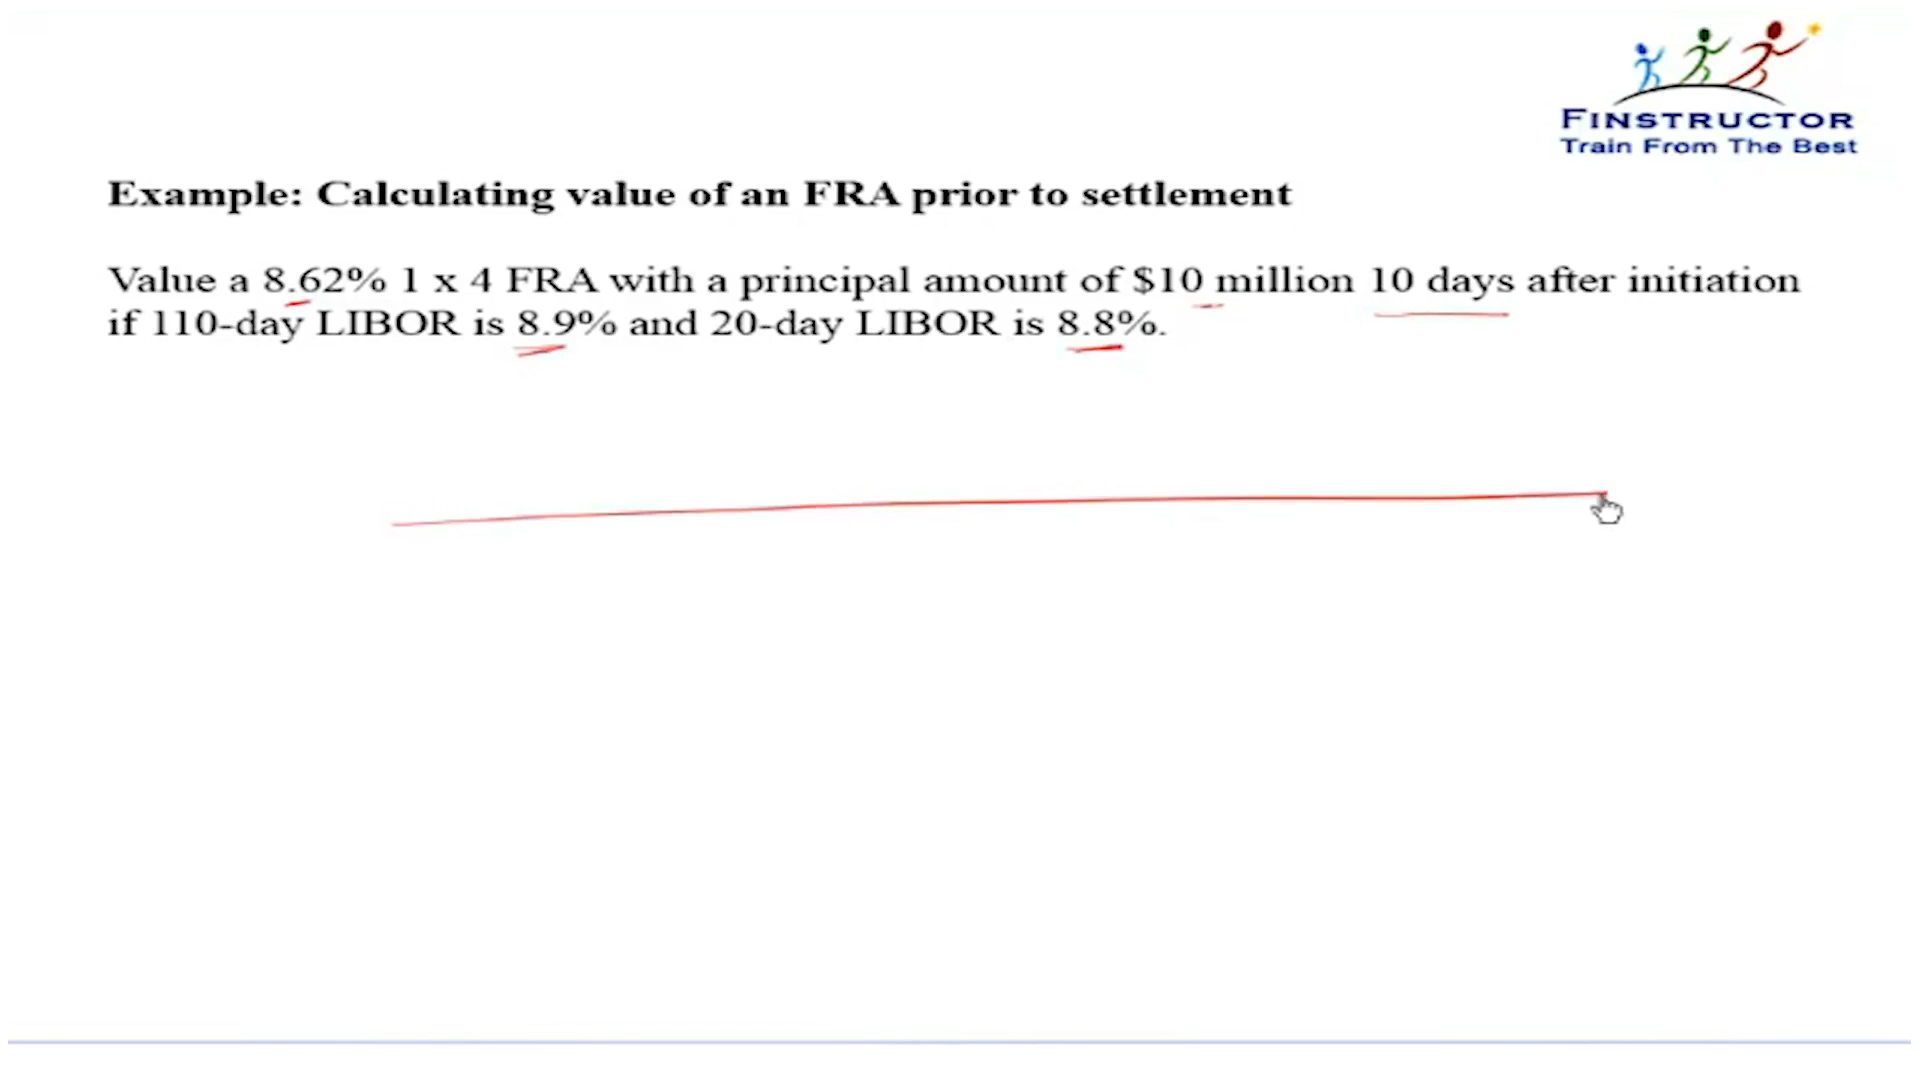 FINSTRUCTOR
Train From The Best
Example: Calculating value of an FRA prior to settlement
Value a 8.62% 1 x 4 FRA with a principal amount of $10 million 10 days after initiation
if 110-day LIBOR is 8.9% and 20-day LIBOR is 8.8%.